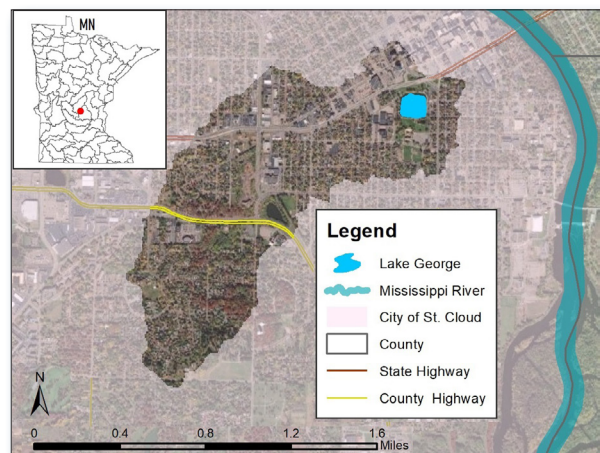 MN
Legend
Lake George
Mississippi River
City of St. Cloud
County
State Highway
County Highway
N
0 0.4 0.8 1.2 1.6
Miles